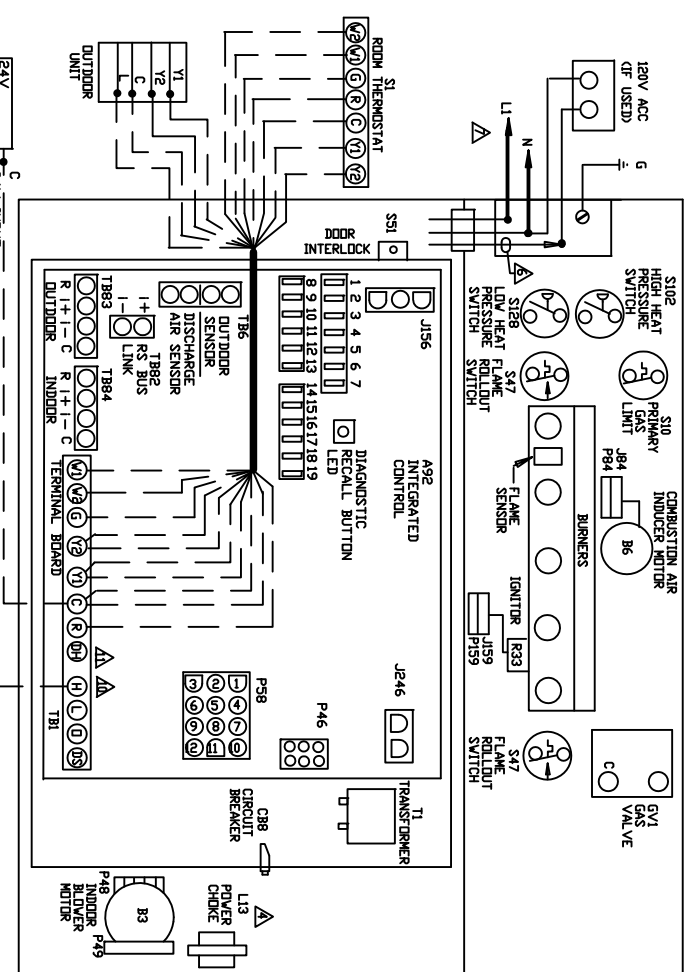 120V ACC
(IF USED)
L1
N
G
7
6
S1
ROOM THERMOSTAT
W2
W1
G
R
C
Y1
Y2
OUTDOOR
UNIT
Y1
Y2
C
L
24V
C
DOOR
INTERLOCK
S51
S102
HIGH HEAT
PRESSURE
SWITCH
S128
LOW HEAT
PRESSURE
SWITCH
S47
FLAME
ROLLOUT
SWITCH
S10
PRIMARY
GAS
LIMIT
J84
P84
COMBUSTION AIR
INDUCER MOTOR
B6
BURNERS
FLAME
SENSOR
IGNITOR
R33
J159
P159
S47
FLAME
ROLLOUT
SWITCH
GV1
GAS
VALVE
C
J156
1 2 3 4 5 6 7
8 9 10 11 12 13
14 15 16 17 18 19
DIAGNOSTIC
RECALL BUTTON
LED
A92
INTEGRATED
CONTROL
TB6
OUTDOOR
SENSOR
DISCHARGE
AIR SENSOR
TB82
RS BUS
LINK
I+
I-
TB83
R I+ I- C
OUTDOOR
TB84
R I+ I- C
INDOOR
TERMINAL BOARD
W1
W2
G
Y2
Y1
C
R
DH
H
L
O
DS
TB1
11
10
P58
3 2 1
6 5 4
9 8 7
12 11 10
P46
J246
T1
TRANSFORMER
CB8
CIRCUIT
BREAKER
L13
POWER
CHOKE
4
P48
B3
P49
INDOOR
BLOWER
MOTOR